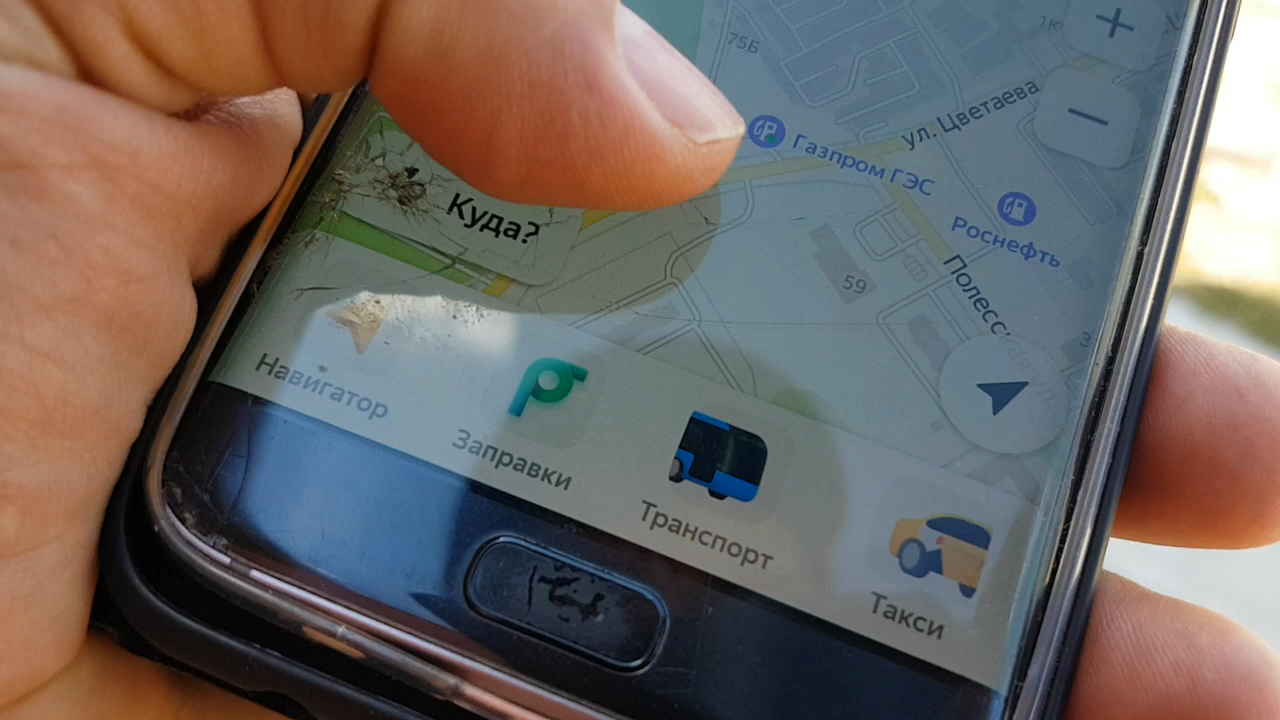 75Б
1К
ул. Цветаева
Газпром ГЭС
Роснефть
Куда?
59
Полесская ул.
Навигатор
Заправки
Транспорт
Такси